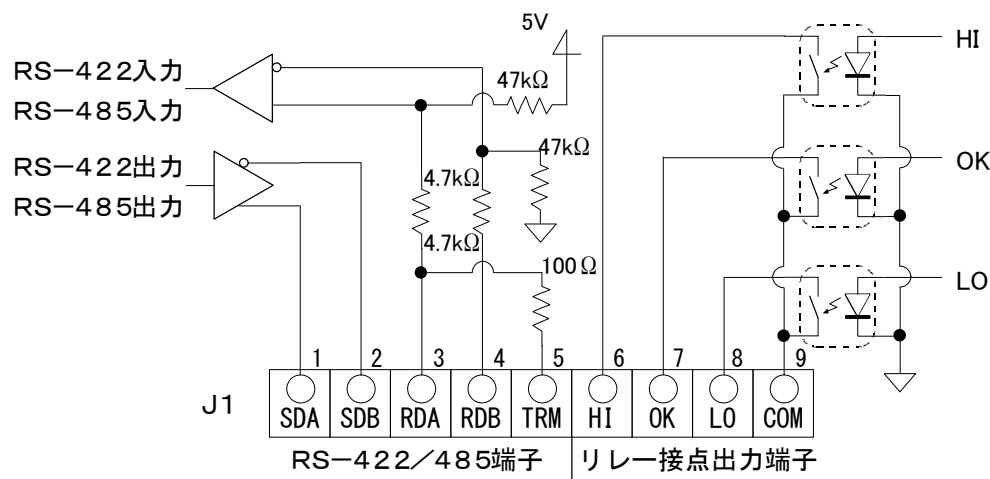 5V
HI
RS-422入力
RS-485入力
47kΩ
RS-422出力
RS-485出力
47kΩ
OK
4.7kΩ
4.7kΩ
100Ω
LO
1 2 3 4 5 6 7 8 9
J1
SDA SDB RDA RDB TRM HI OK LO COM
RS-422/485端子 リレー接点出力端子